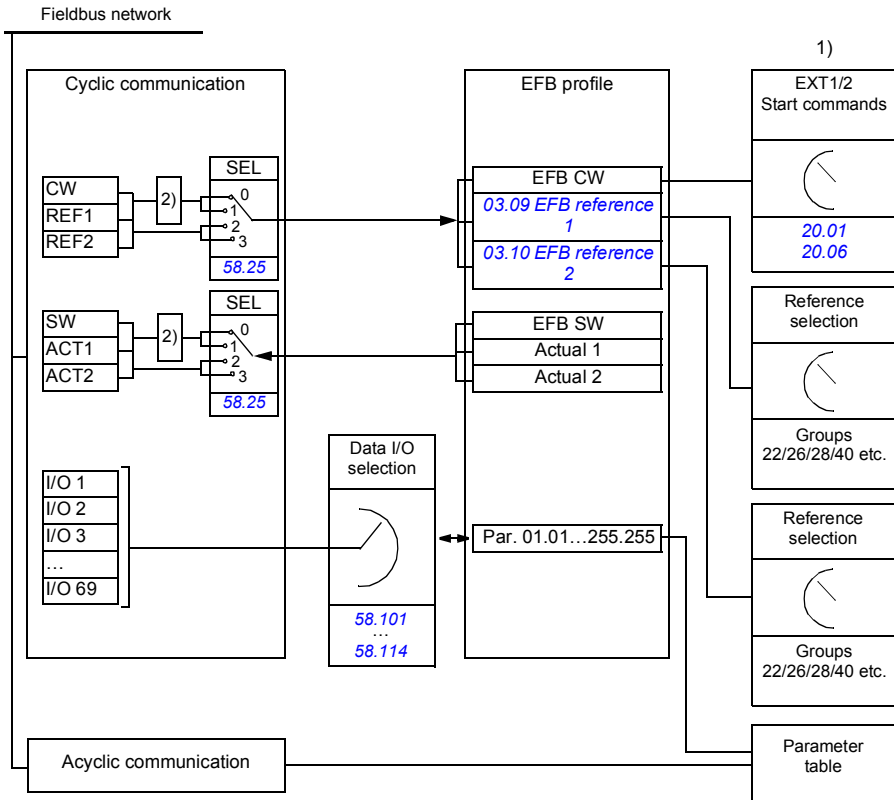 Fieldbus network
1)
Cyclic communication
EFB profile
EXT1/2
Start commands
SEL
CW
REF1
REF2
2)
0
1
2
3
58.25
EFB CW
03.09 EFB reference
1
03.10 EFB reference
2
20.01
20.06
SEL
SW
ACT1
ACT2
2)
0
1
2
3
58.25
EFB SW
Actual 1
Actual 2
Reference
selection
Groups
22/26/28/40 etc.
Data I/O
selection
I/O 1
I/O 2
I/O 3
...
I/O 69
58.101
...
58.114
Par. 01.01...255.255
Reference
selection
Groups
22/26/28/40 etc.
Acyclic communication
Parameter
table